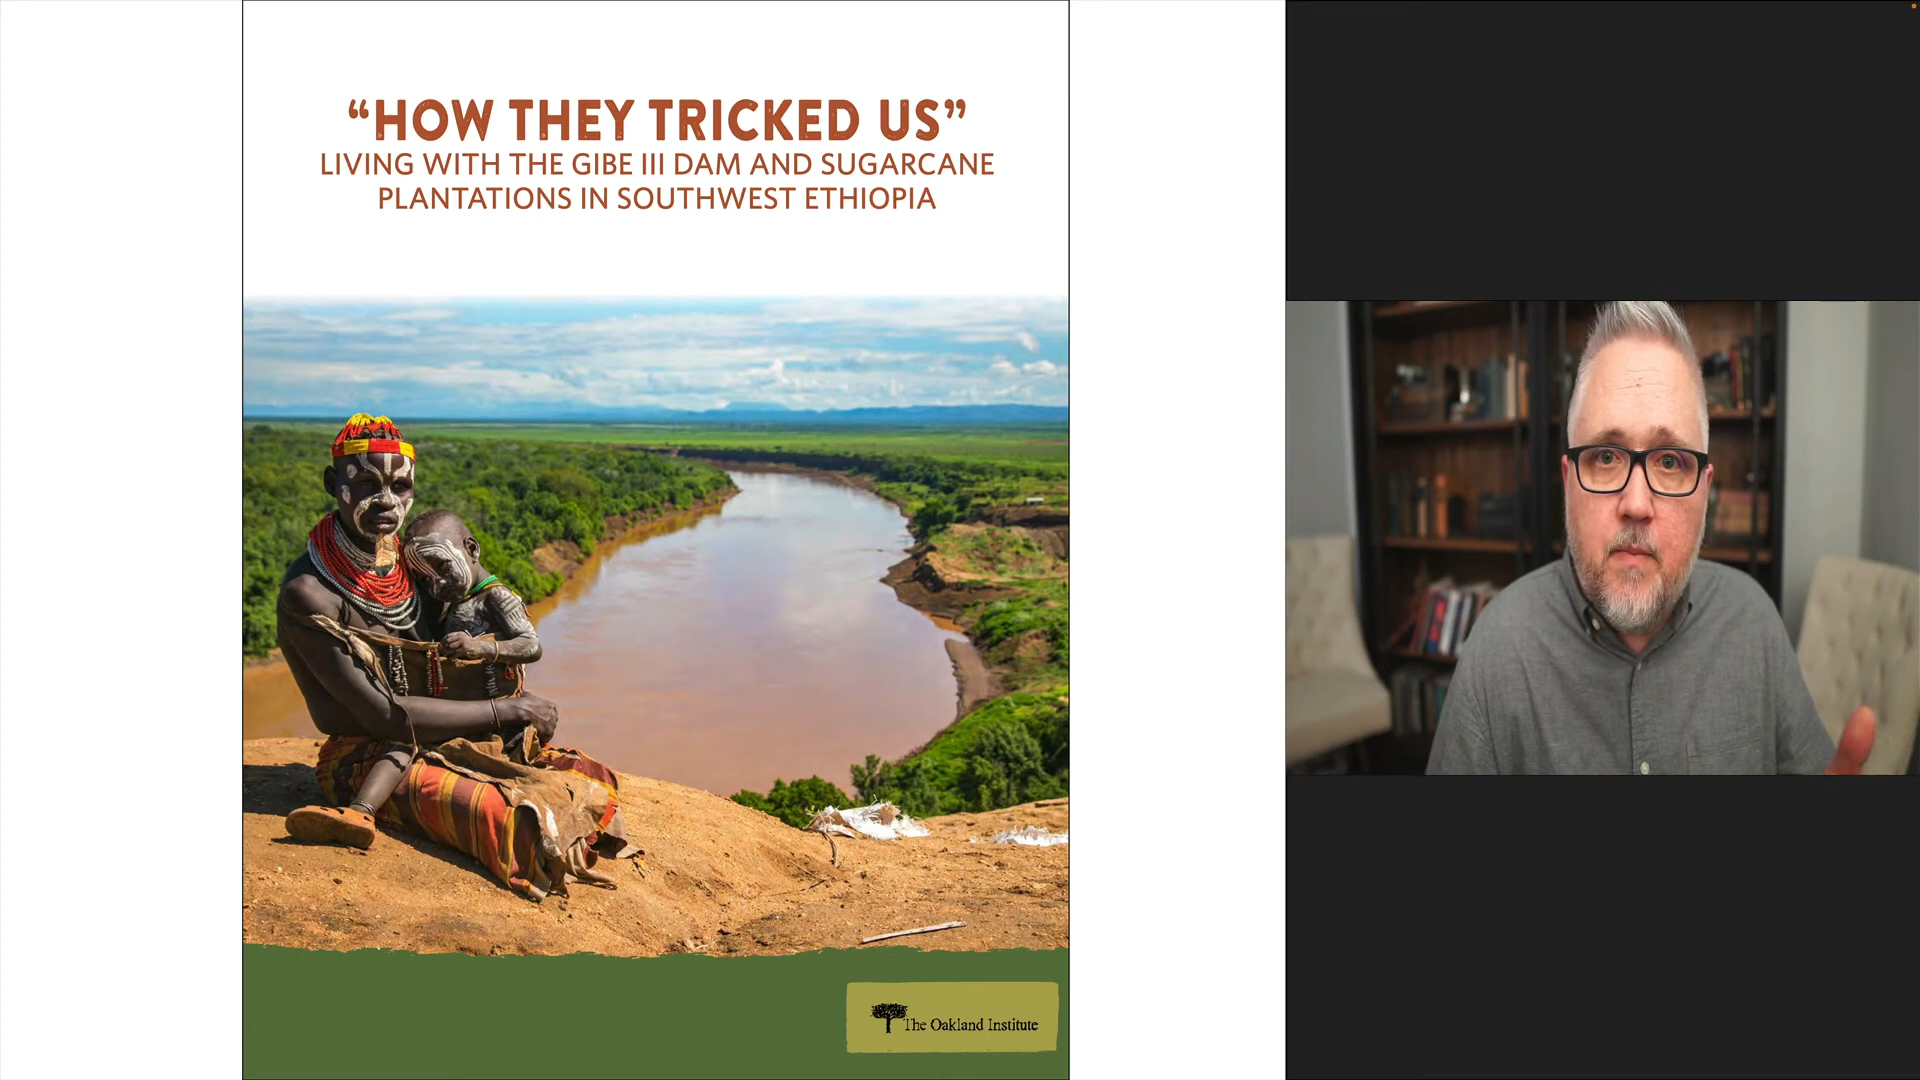 “HOW THEY TRICKED US”
LIVING WITH THE GIBE III DAM AND SUGARCANE
PLANTATIONS IN SOUTHWEST ETHIOPIA
The Oakland Institute